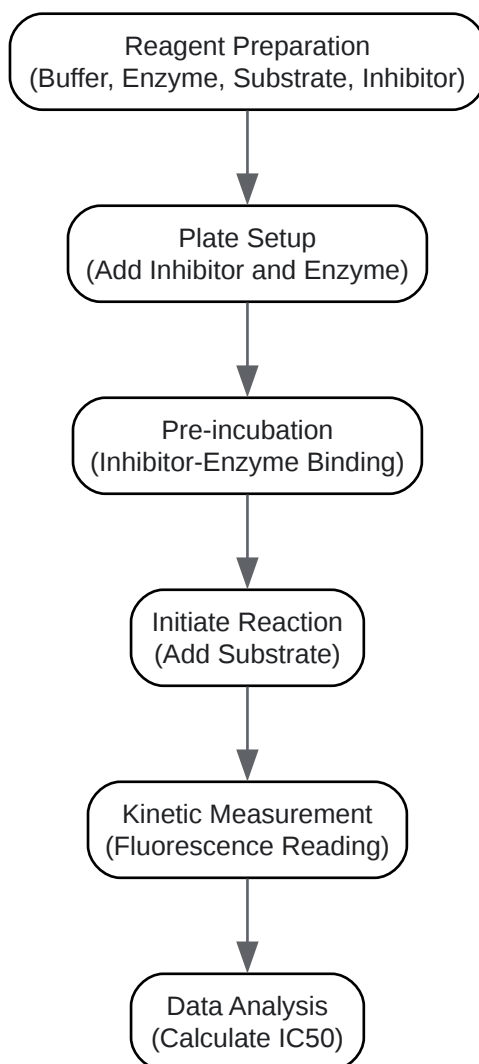 Reagent Preparation
(Buffer, Enzyme, Substrate, Inhibitor)
Plate Setup
(Add Inhibitor and Enzyme)
Pre-incubation
(Inhibitor-Enzyme Binding)
Initiate Reaction
(Add Substrate)
Kinetic Measurement
(Fluorescence Reading)
Data Analysis
(Calculate IC50)